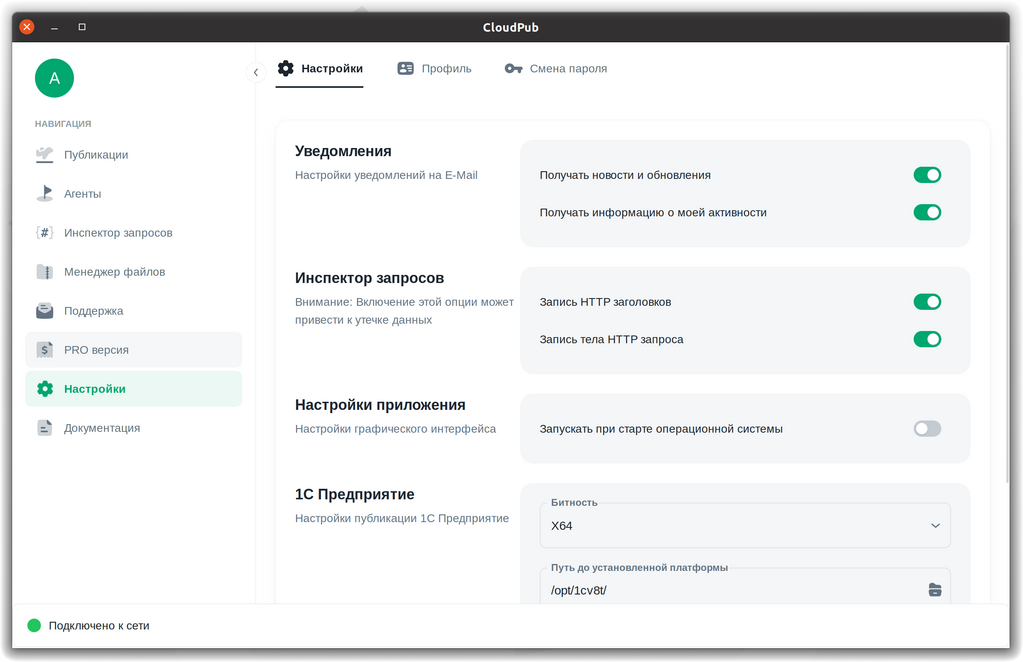 CloudPub
A
НАВИГАЦИЯ
Публикации
Агенты
Инспектор запросов
Менеджер файлов
Поддержка
PRO версия
Настройки
Документация
Настройки
Профиль
Смена пароля
Уведомления
Настройки уведомлений на E-Mail
Получать новости и обновления
Получать информацию о моей активности
Инспектор запросов
Внимание: Включение этой опции может
привести к утечке данных
Запись HTTP заголовков
Запись тела HTTP запроса
Настройки приложения
Настройки графического интерфейса
Запускать при старте операционной системы
1С Предприятие
Настройки публикации 1С Предприятие
Битность
X64
Путь до установленной платформы
/opt/1cv8t/
Подключено к сети